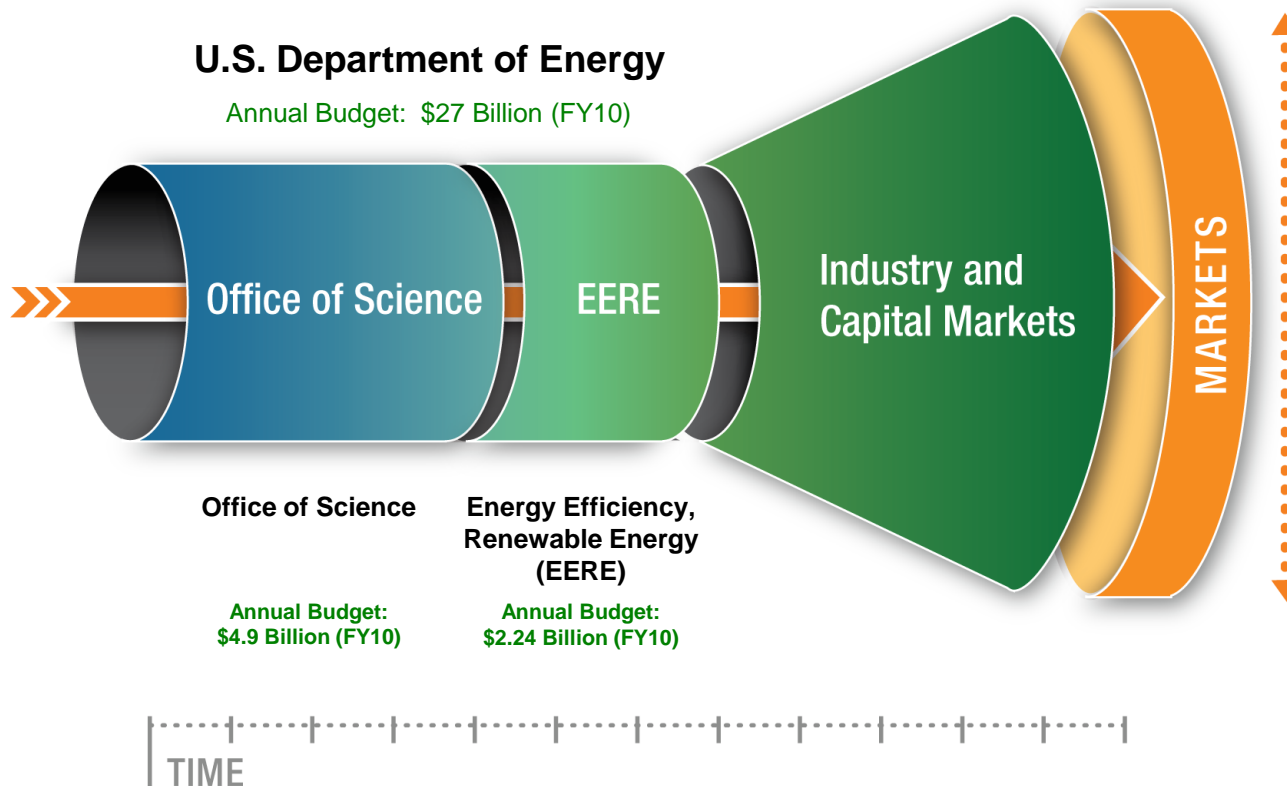 U.S. Department of Energy
Annual Budget: $27 Billion (FY10)
Office of Science
EERE
Industry and
Capital Markets
MARKETS
Office of Science
Energy Efficiency,
Renewable Energy
(EERE)
Annual Budget:
$4.9 Billion (FY10)
Annual Budget:
$2.24 Billion (FY10)
TIME